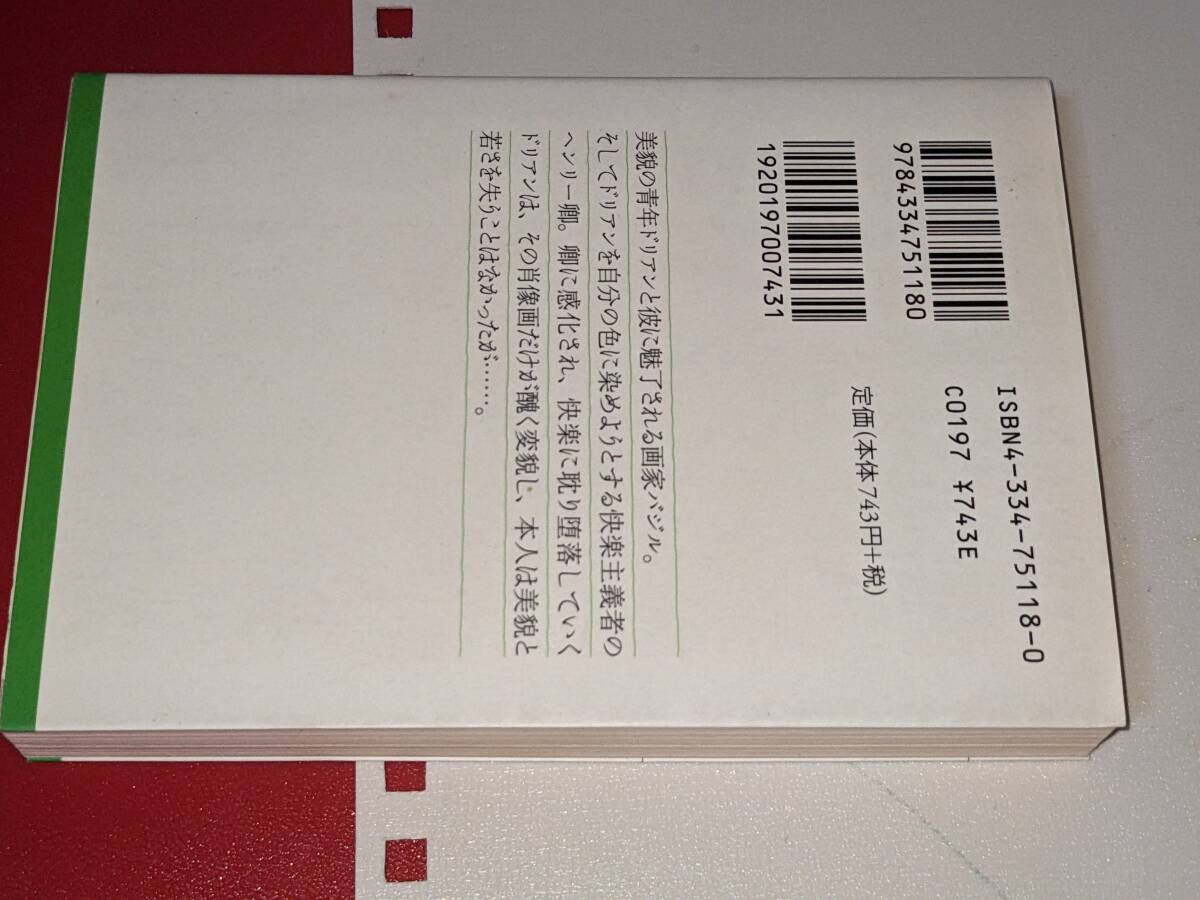 9784334751180
1920197007431
ISBN4-334-75118-0
C0197 ¥743E
定価(本体743円+税)
美貌の青年ドリアンと彼に魅了される画家バジル。
そしてドリアンを自分の色に染めようとする快楽主義者の
ヘンリー卿。卿に感化され、快楽に耽り堕落していく
ドリアンは、その肖像画だけが醜く変貌し、本人は美貌と
若さを失うことはなかったが……。